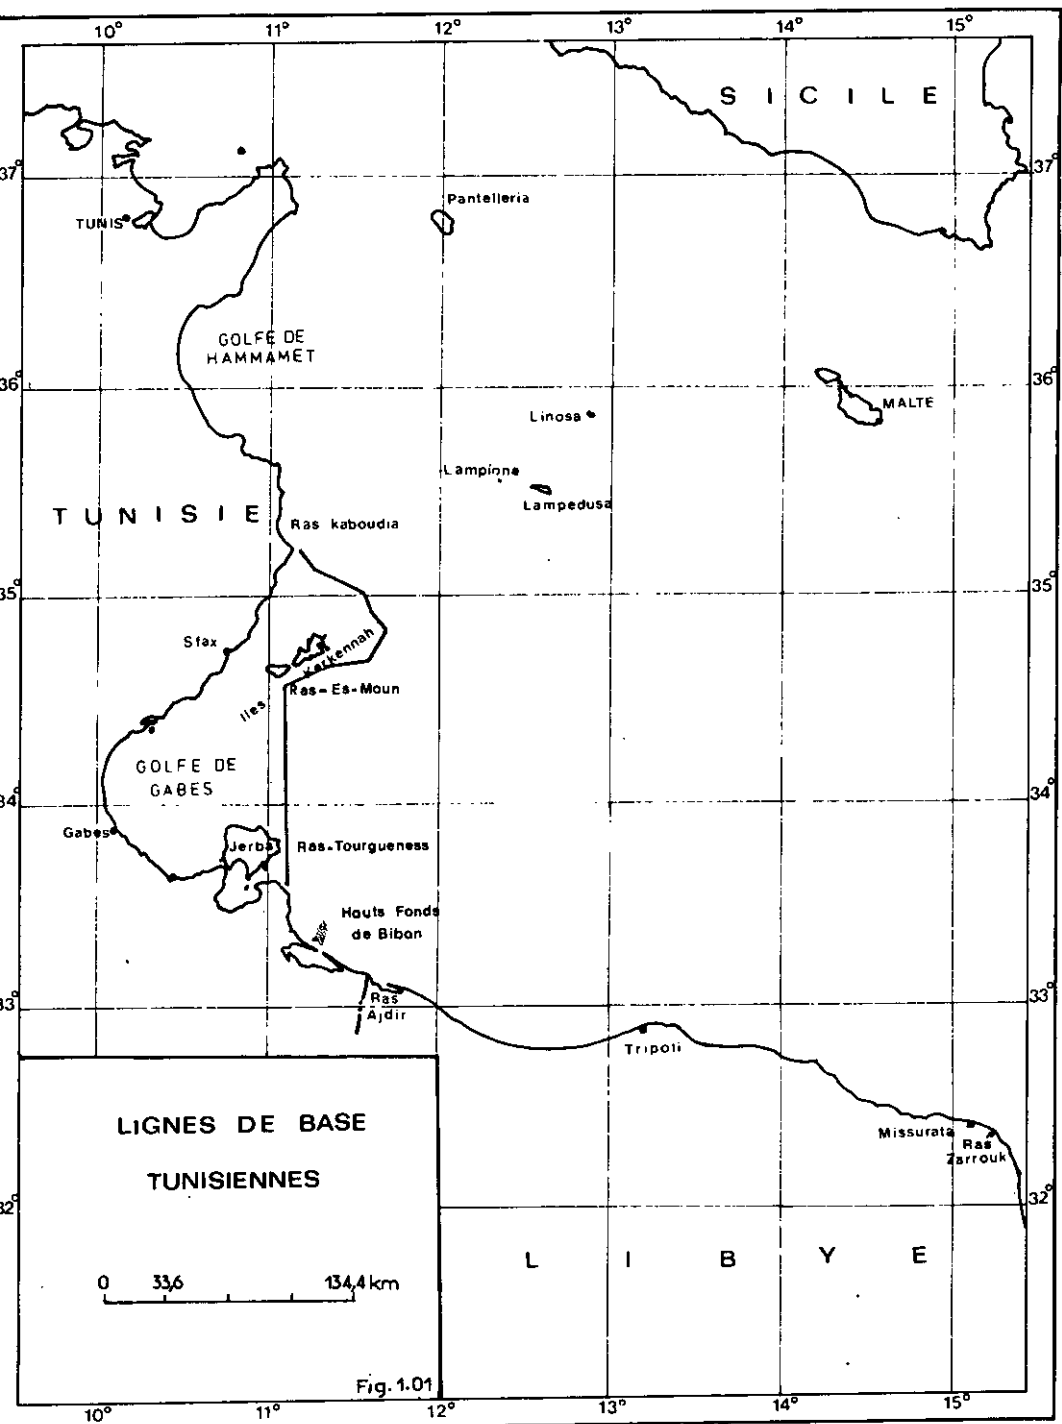 10° 11° 12° 13° 14° 15°
SICILE
37° 37°
Pantelleria
TUNIS
GOLFE DE
HAMMAMET
36° 36°
MALTE
Linosa
Lampione
Lampedusa
TUNISIE
Ras kaboudia
35° 35°
Sfax
Iles Kerkennah
Ras-Es-Moun
GOLFE DE
GABES
34° 34°
Gabes
Jerba
Ras-Tourgueness
Hauts Fonds
de Biban
33° 33°
Ras
Ajdir
Tripoli
Missurata
Ras
Zarrouk
LIGNES DE BASE
TUNISIENNES
32° 32°
LIBYE
0 33,6 134,4 km
Fig. 1.01
10° 11° 12° 13° 14° 15°